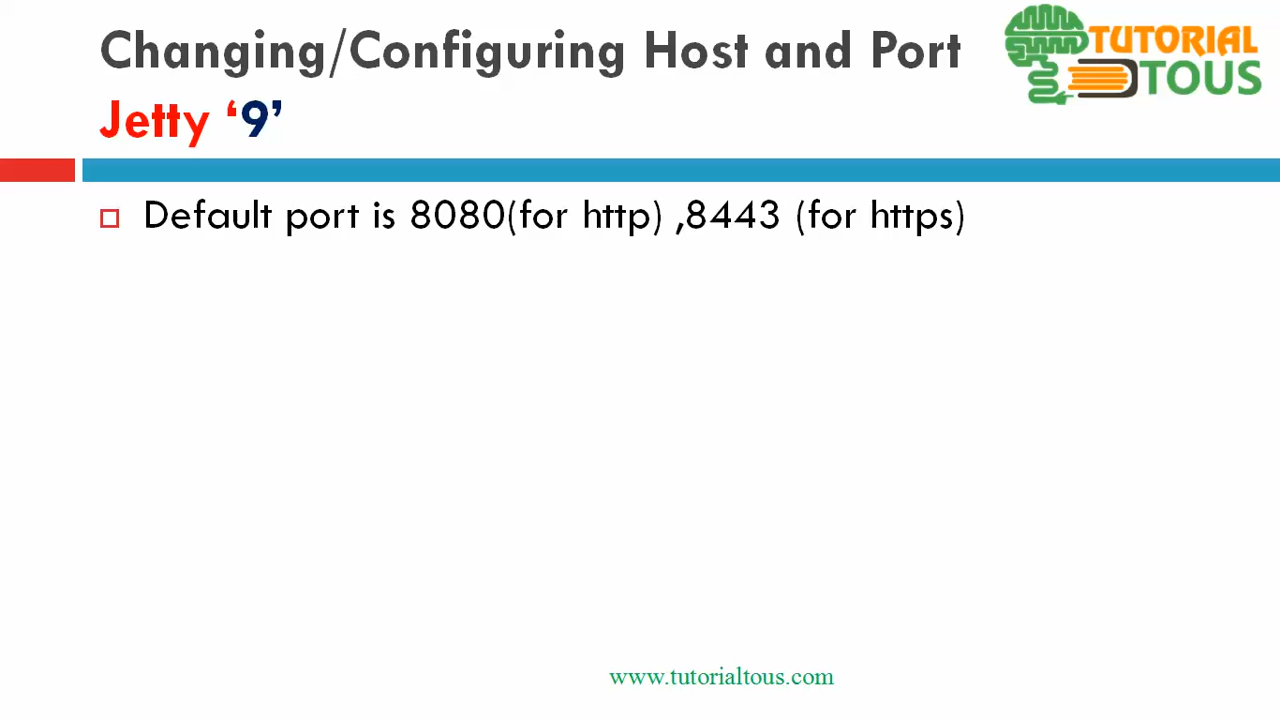 Changing/Configuring Host and Port
Jetty ‘9’
TUTORIAL
TOUS
Default port is 8080(for http) ,8443 (for https)
www.tutorialtous.com